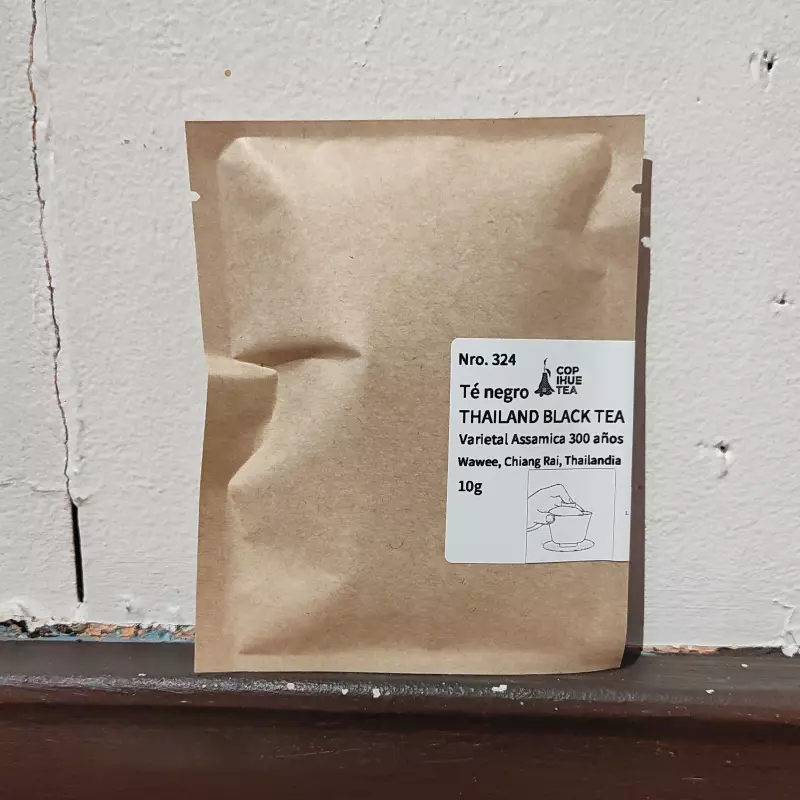 Nro. 324
COP
IHUE
TEA
Té negro
THAILAND BLACK TEA
Varietal Assamica 300 años
Wawee, Chiang Rai, Thailandia
10g